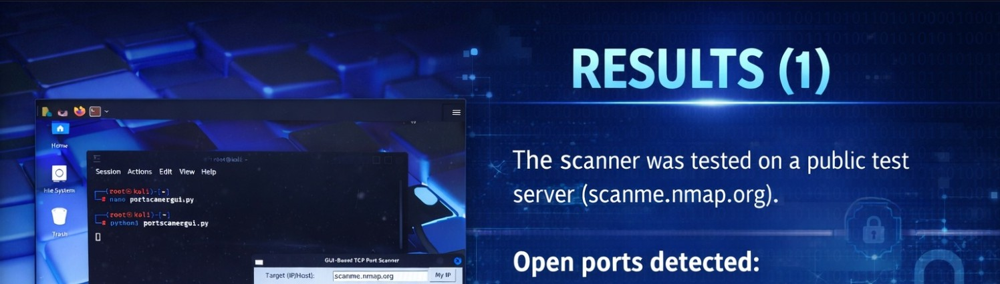 RESULTS (1)
The scanner was tested on a public test
server (scanme.nmap.org).
Open ports detected:
Home
File System
Trash
Session Actions Edit View Help
(root㉿kali)-[~]
# nano portscanergui.py
(root㉿kali)-[~]
# python3 portscanergui.py
GUI-Based TCP Port Scanner
Target (IP/Host): scanme.nmap.org My IP